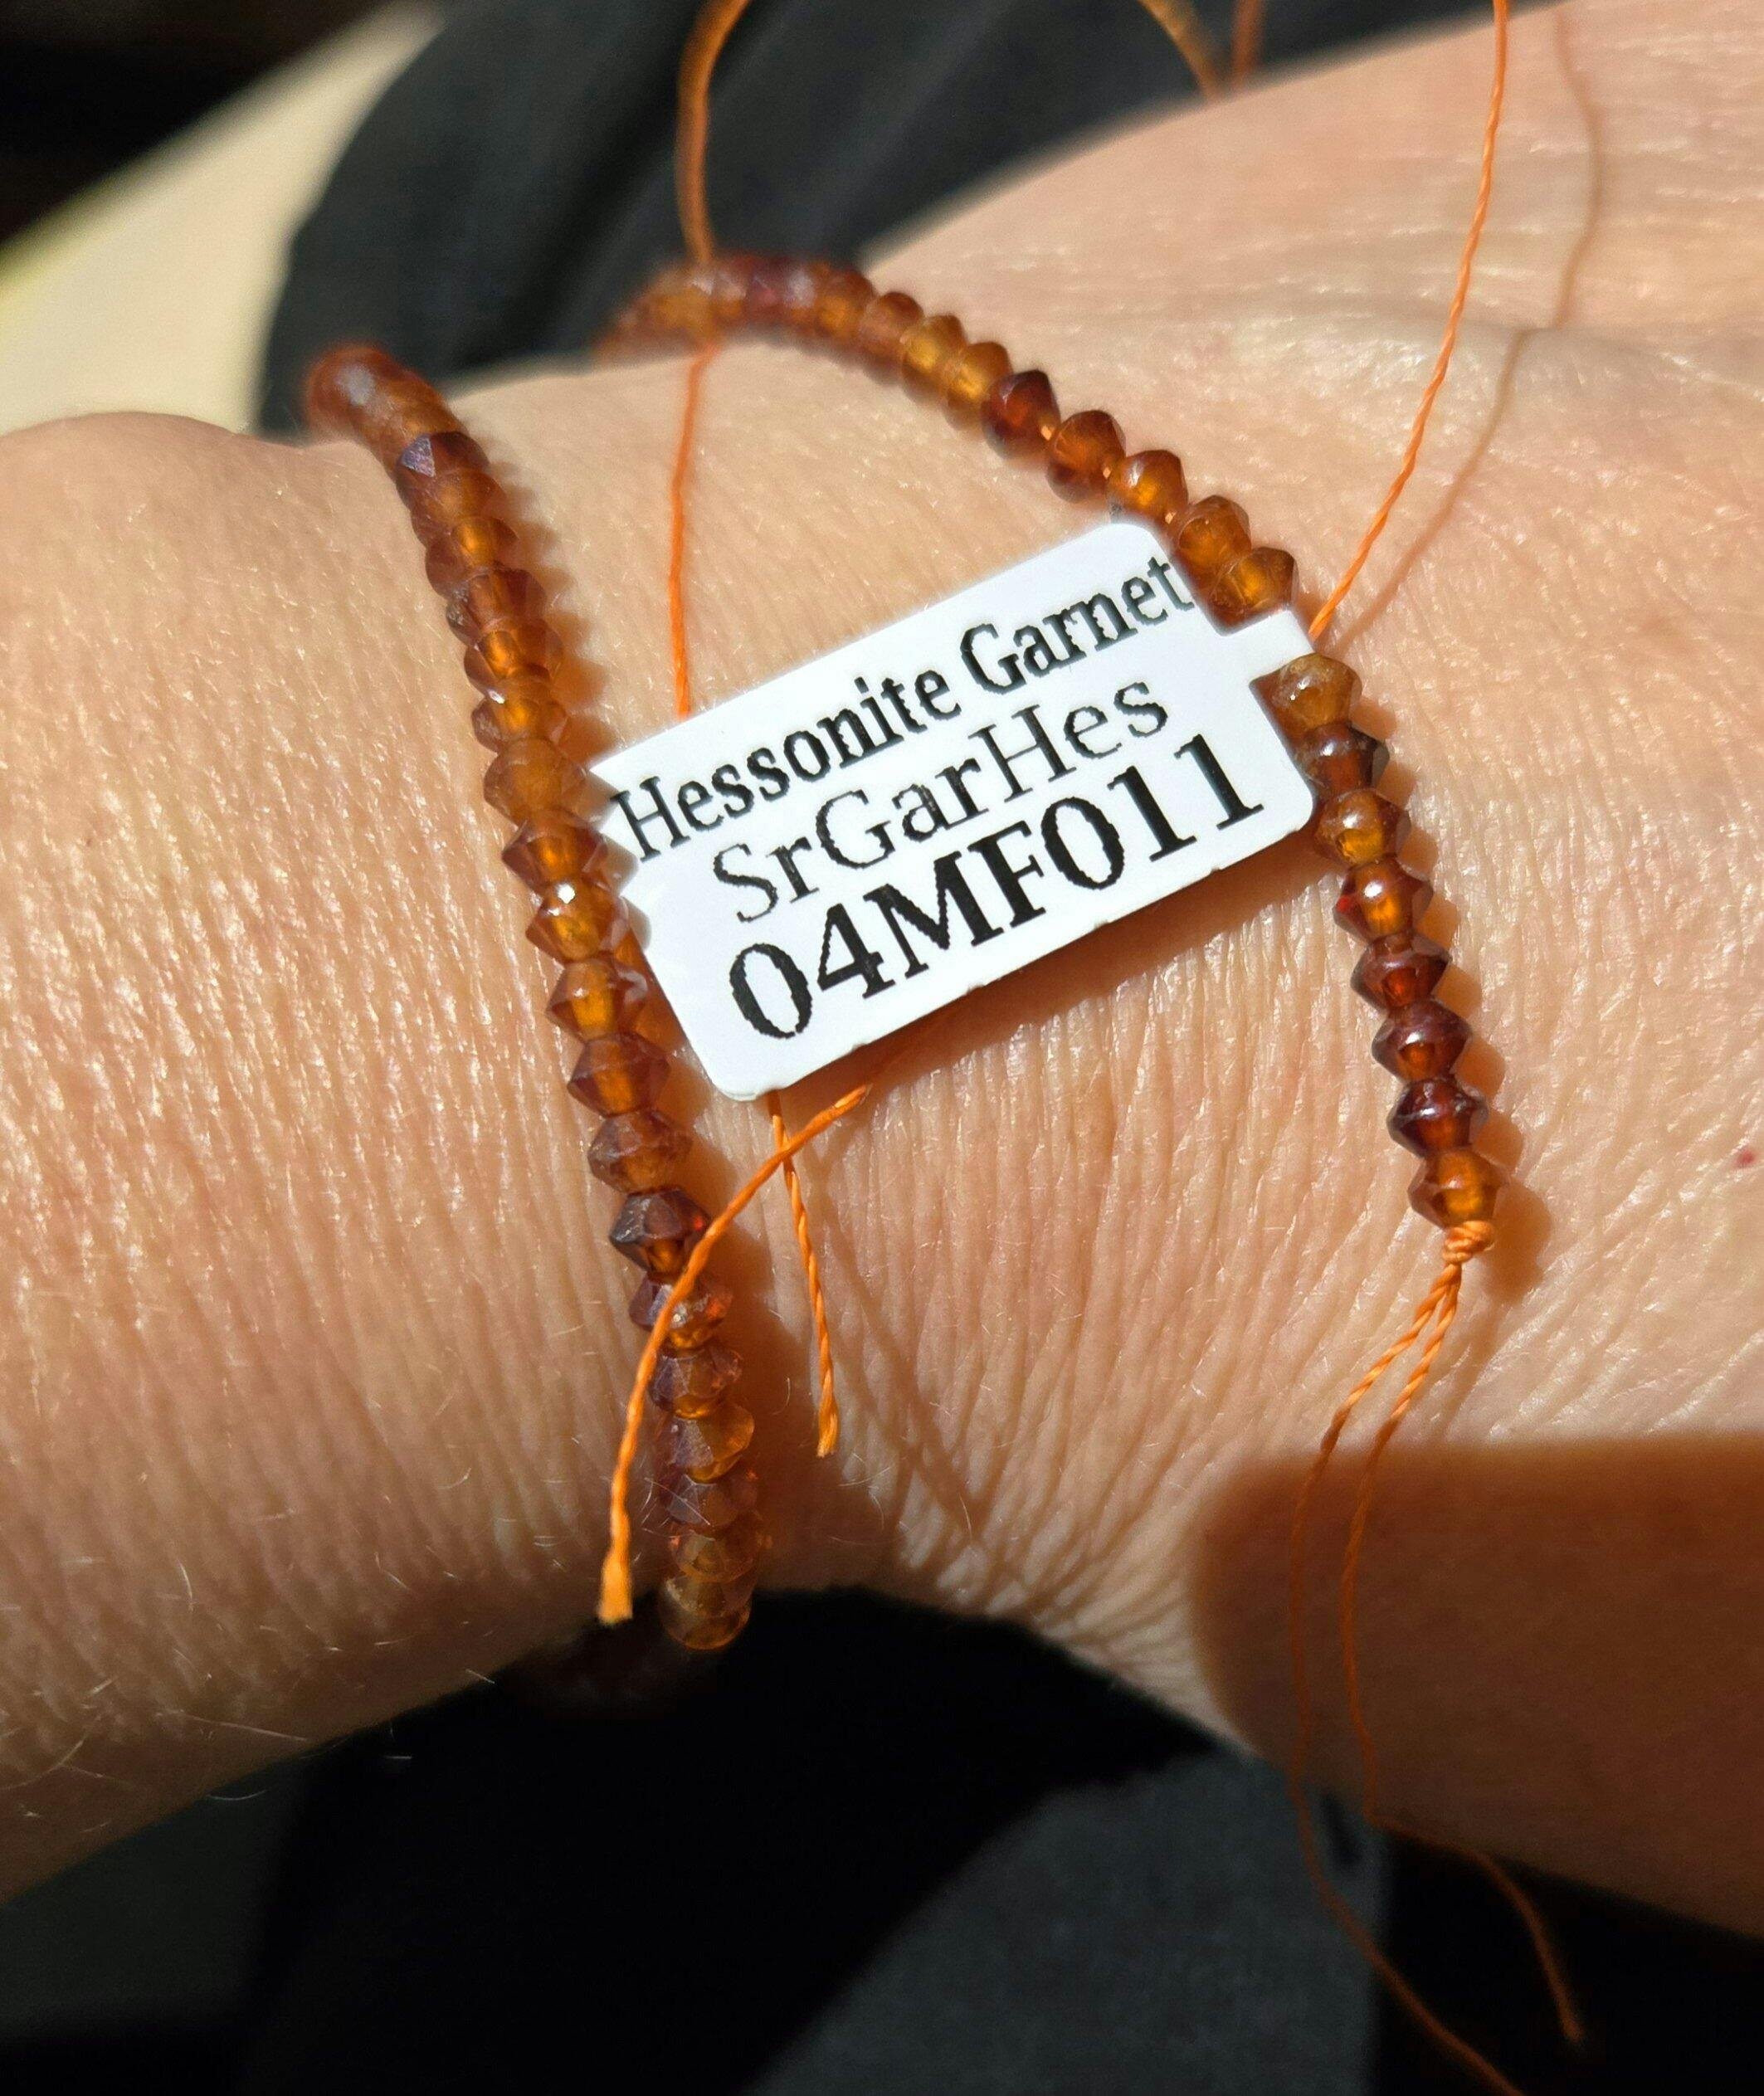 Hessonite Garnet
SrGarHes
04MF011